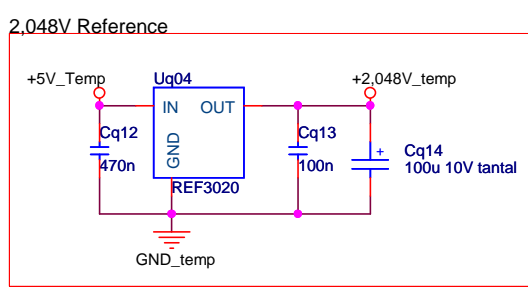 2,048V Reference
+5V_Temp
Uq04
+2,048V_temp
IN
OUT
GND
Cq12
470n
REF3020
Cq13
100n
+
Cq14
100u 10V tantal
GND_temp